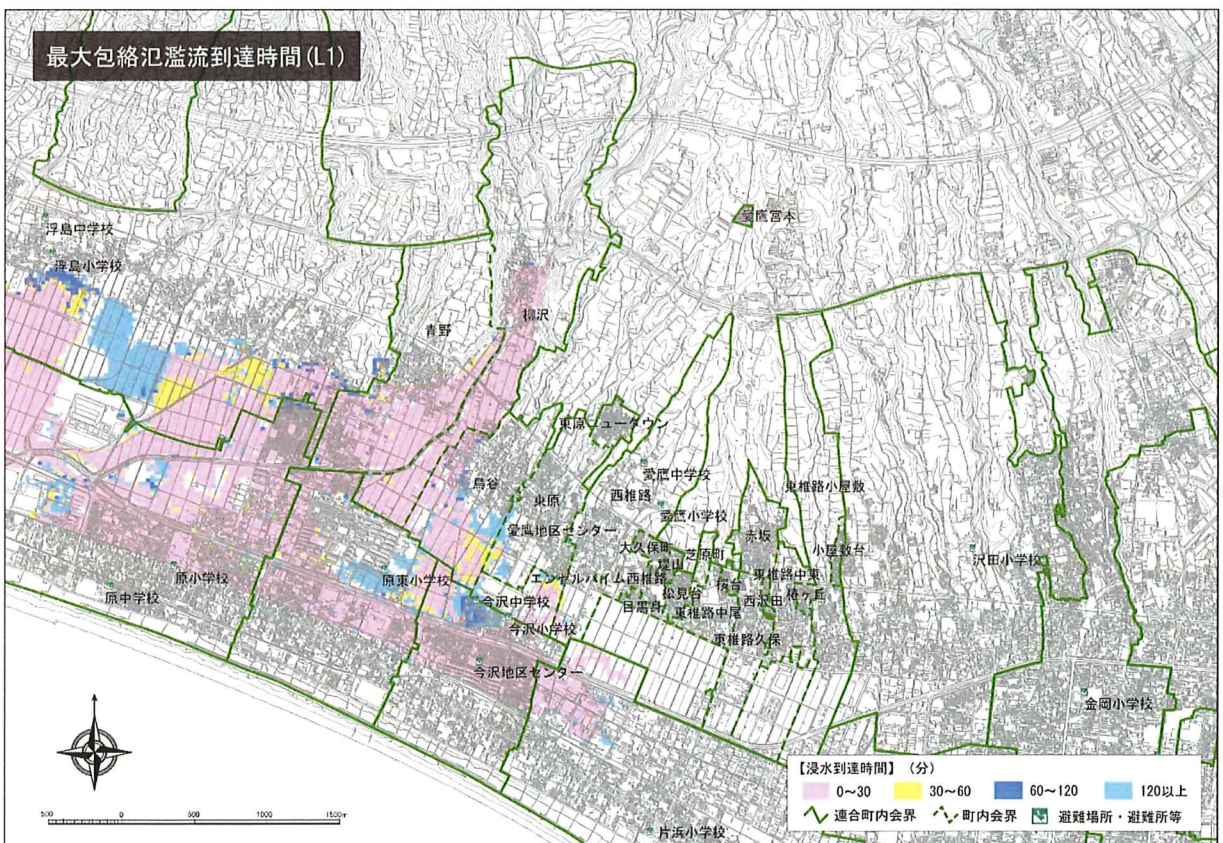 最大包絡氾濫流到達時間(L1)
愛鷹宮本
浮島中学校
浮島小学校
柳沢
青野
東原ニュータウン
愛鷹中学校
鳥谷
東原
西椎路
東椎路小屋敷
愛鷹小学校
愛鷹地区センター
赤坂
大久保町
芝原町
小屋敷台
堤山
沢田小学校
原小学校
原東小学校
エンゼルハイム西椎路
桜台
東椎路中東
松見台
西沢田
椿ヶ丘
原中学校
今沢中学校
目黒身
東椎路中尾
今沢小学校
東椎路久保
今沢地区センター
金岡小学校
【浸水到達時間】 (分)
0~30 30~60 60~120 120以上
連合町内会界 町内会界 避難場所・避難所等
500 0 500 1000 1500m
片浜小学校